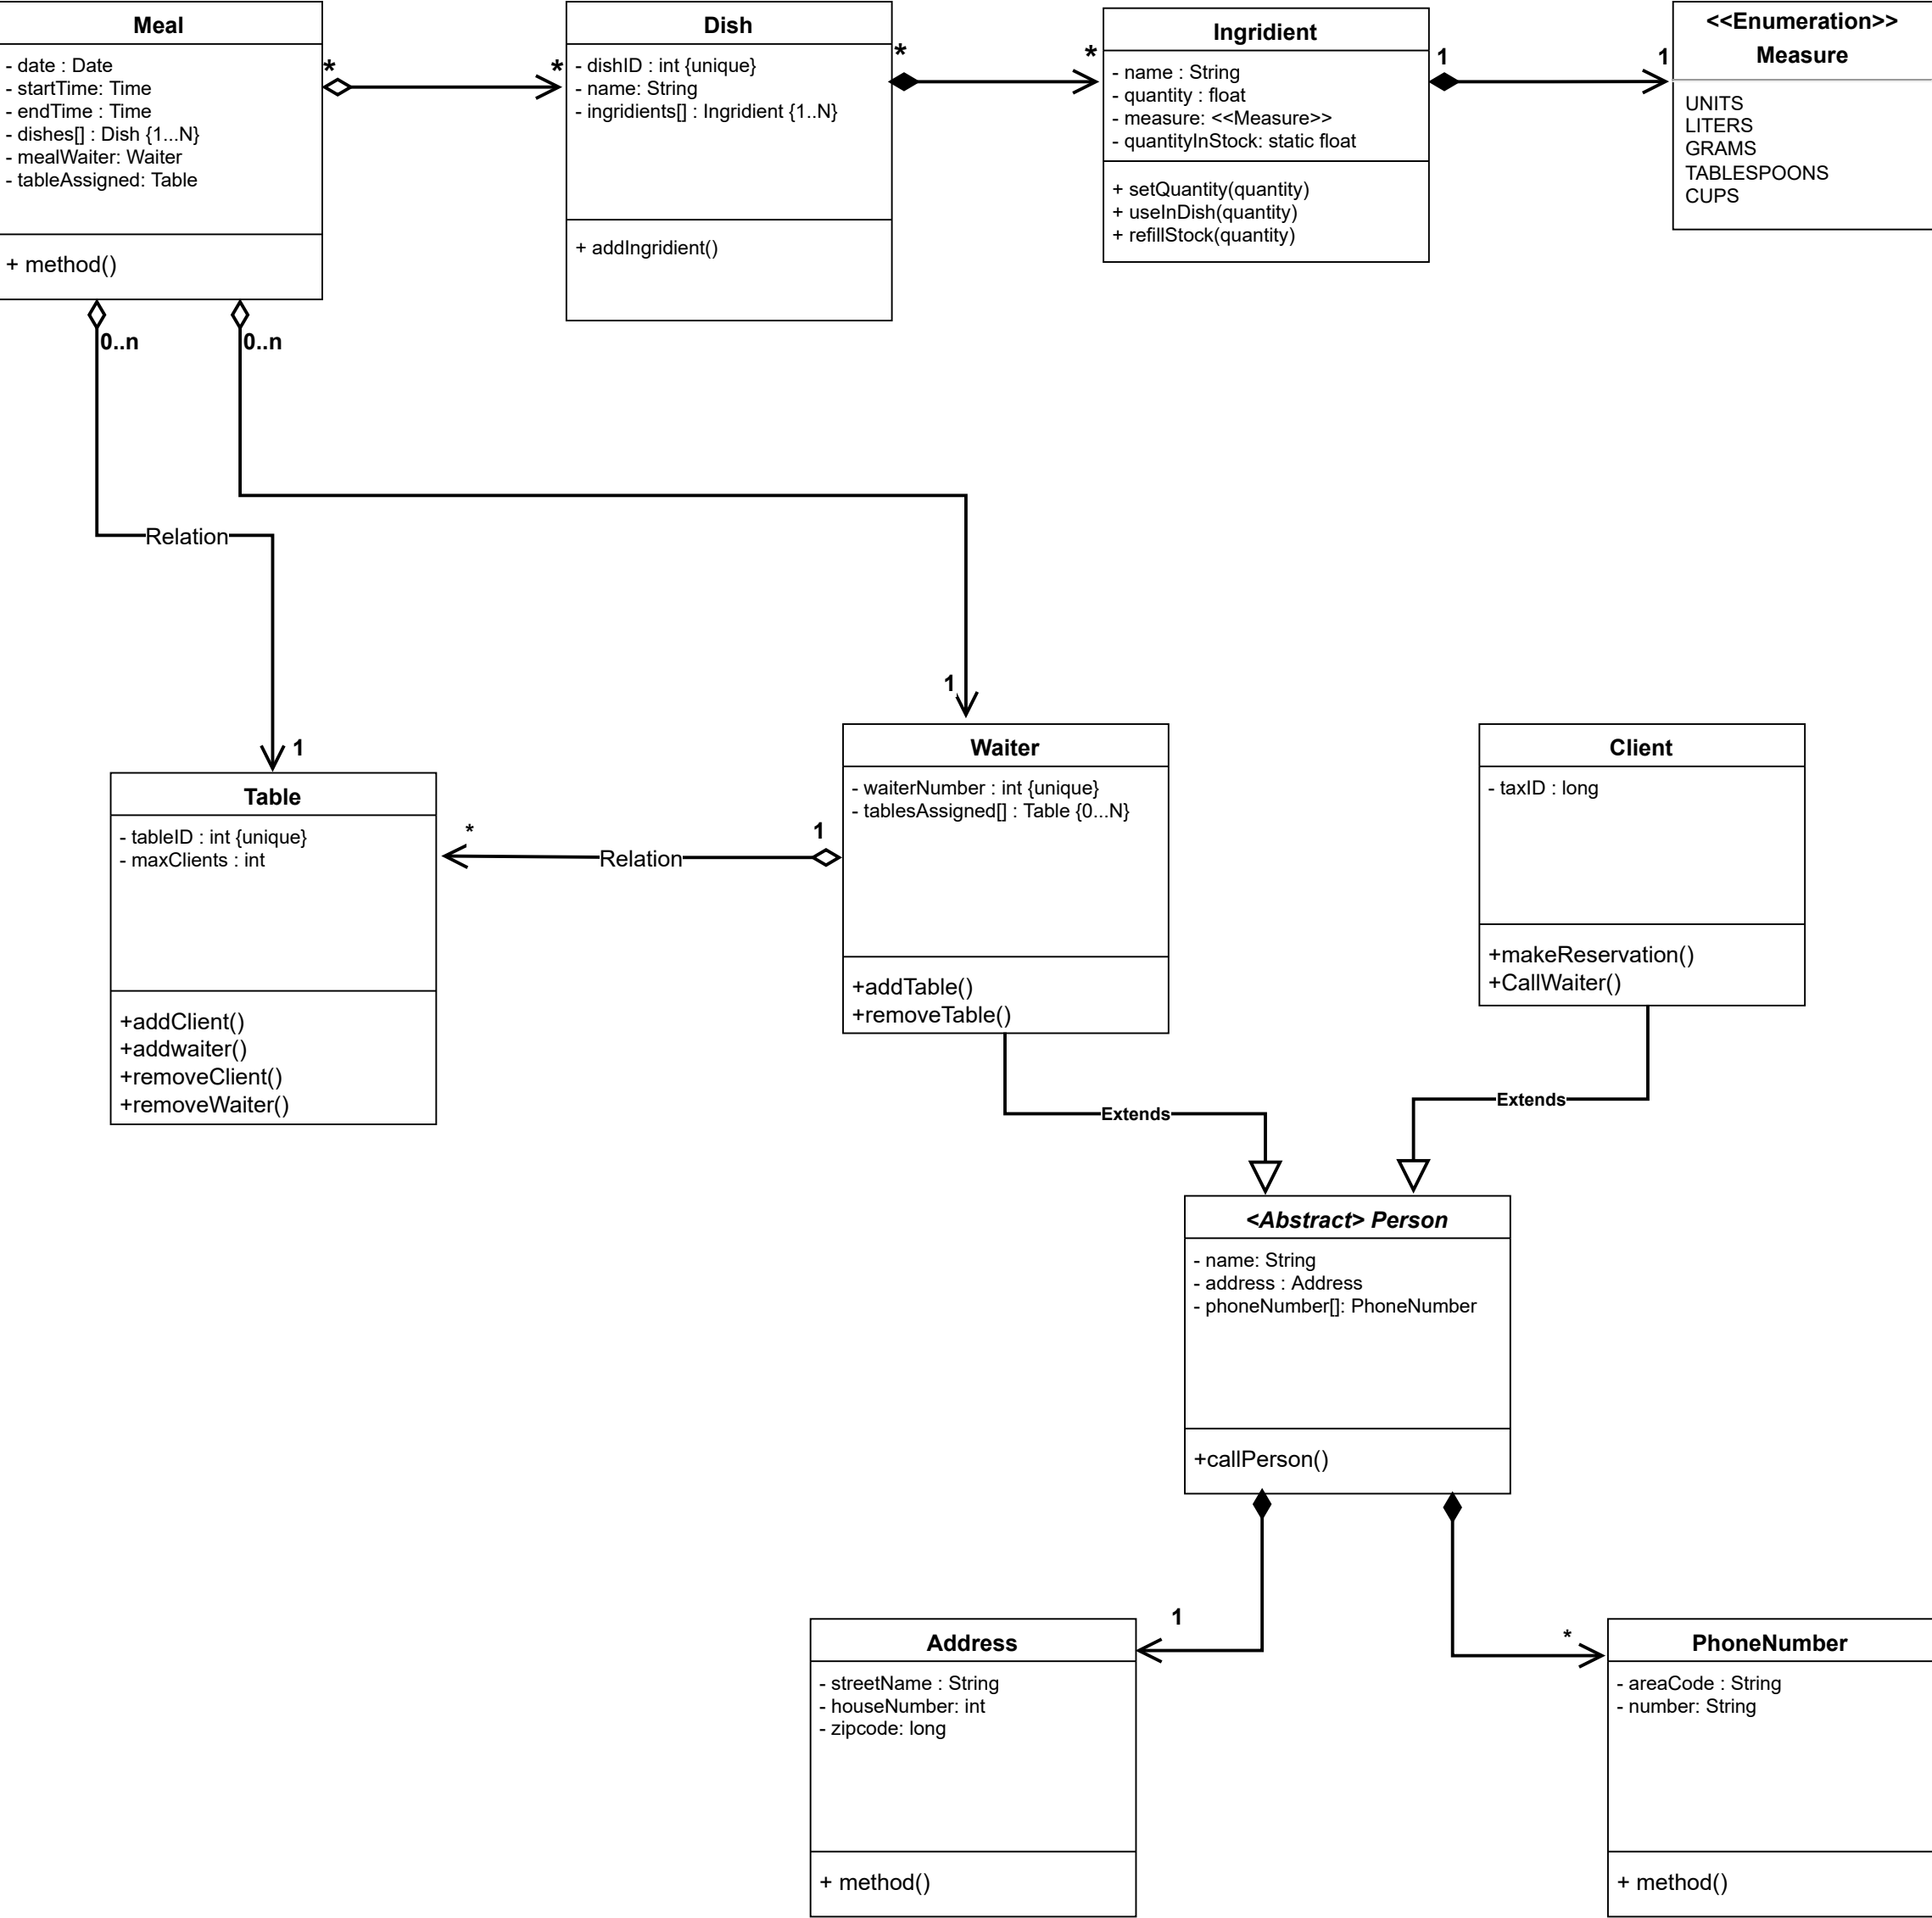 Meal
- date : Date
- startTime: Time
- endTime : Time
- dishes[] : Dish {1...N}
- mealWaiter: Waiter
- tableAssigned: Table
+ method()
*
*
Dish
- dishID : int {unique}
- name: String
- ingridients[] : Ingridient {1..N}
+ addIngridient()
*
*
Ingridient
- name : String
- quantity : float
- measure: <<Measure>>
- quantityInStock: static float
+ setQuantity(quantity)
+ useInDish(quantity)
+ refillStock(quantity)
1
1
<<Enumeration>>
Measure
UNITS
LITERS
GRAMS
TABLESPOONS
CUPS
0..n
0..n
Relation
1
1
Table
- tableID : int {unique}
- maxClients : int
+addClient()
+addwaiter()
+removeClient()
+removeWaiter()
*
Relation
1
Waiter
- waiterNumber : int {unique}
- tablesAssigned[] : Table {0...N}
+addTable()
+removeTable()
Client
- taxID : long
+makeReservation()
+CallWaiter()
Extends
Extends
<Abstract> Person
- name: String
- address : Address
- phoneNumber[]: PhoneNumber
+callPerson()
1
*
Address
- streetName : String
- houseNumber: int
- zipcode: long
+ method()
PhoneNumber
- areaCode : String
- number: String
+ method()